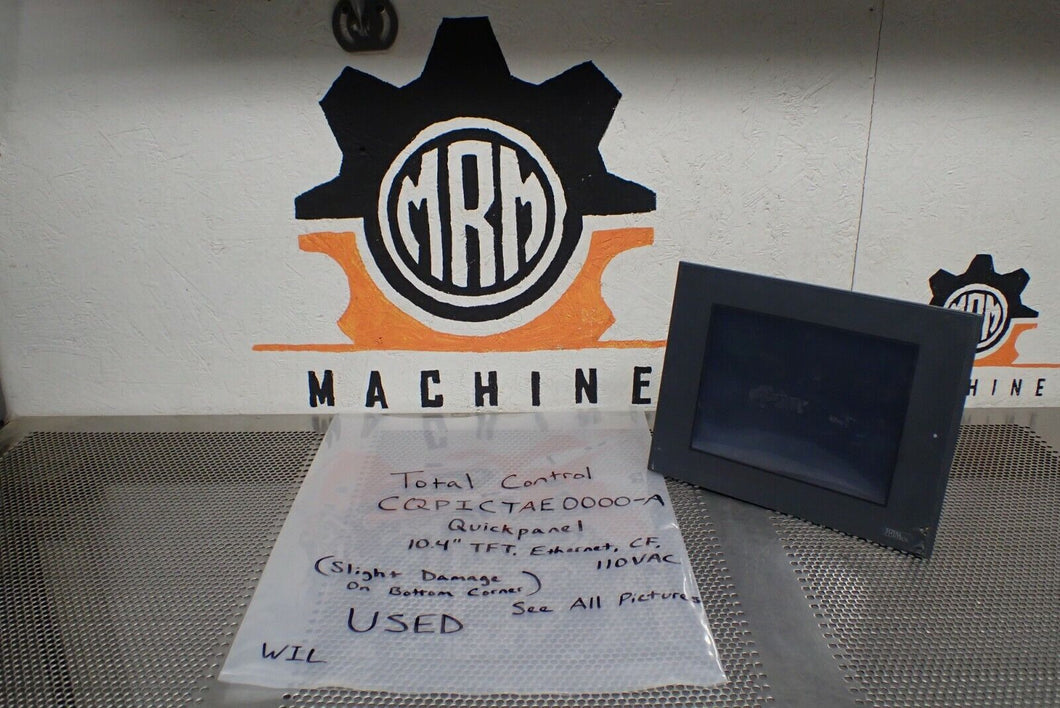 MRM
MACHINE
MRM
HINE
Total Control
CQPICTAE0000-A
Quickpanel
10.4" TFT, Ethernet, CF,
110VAC
(Slight Damage
On Bottom Corner)
See All Pictures
USED
WIL